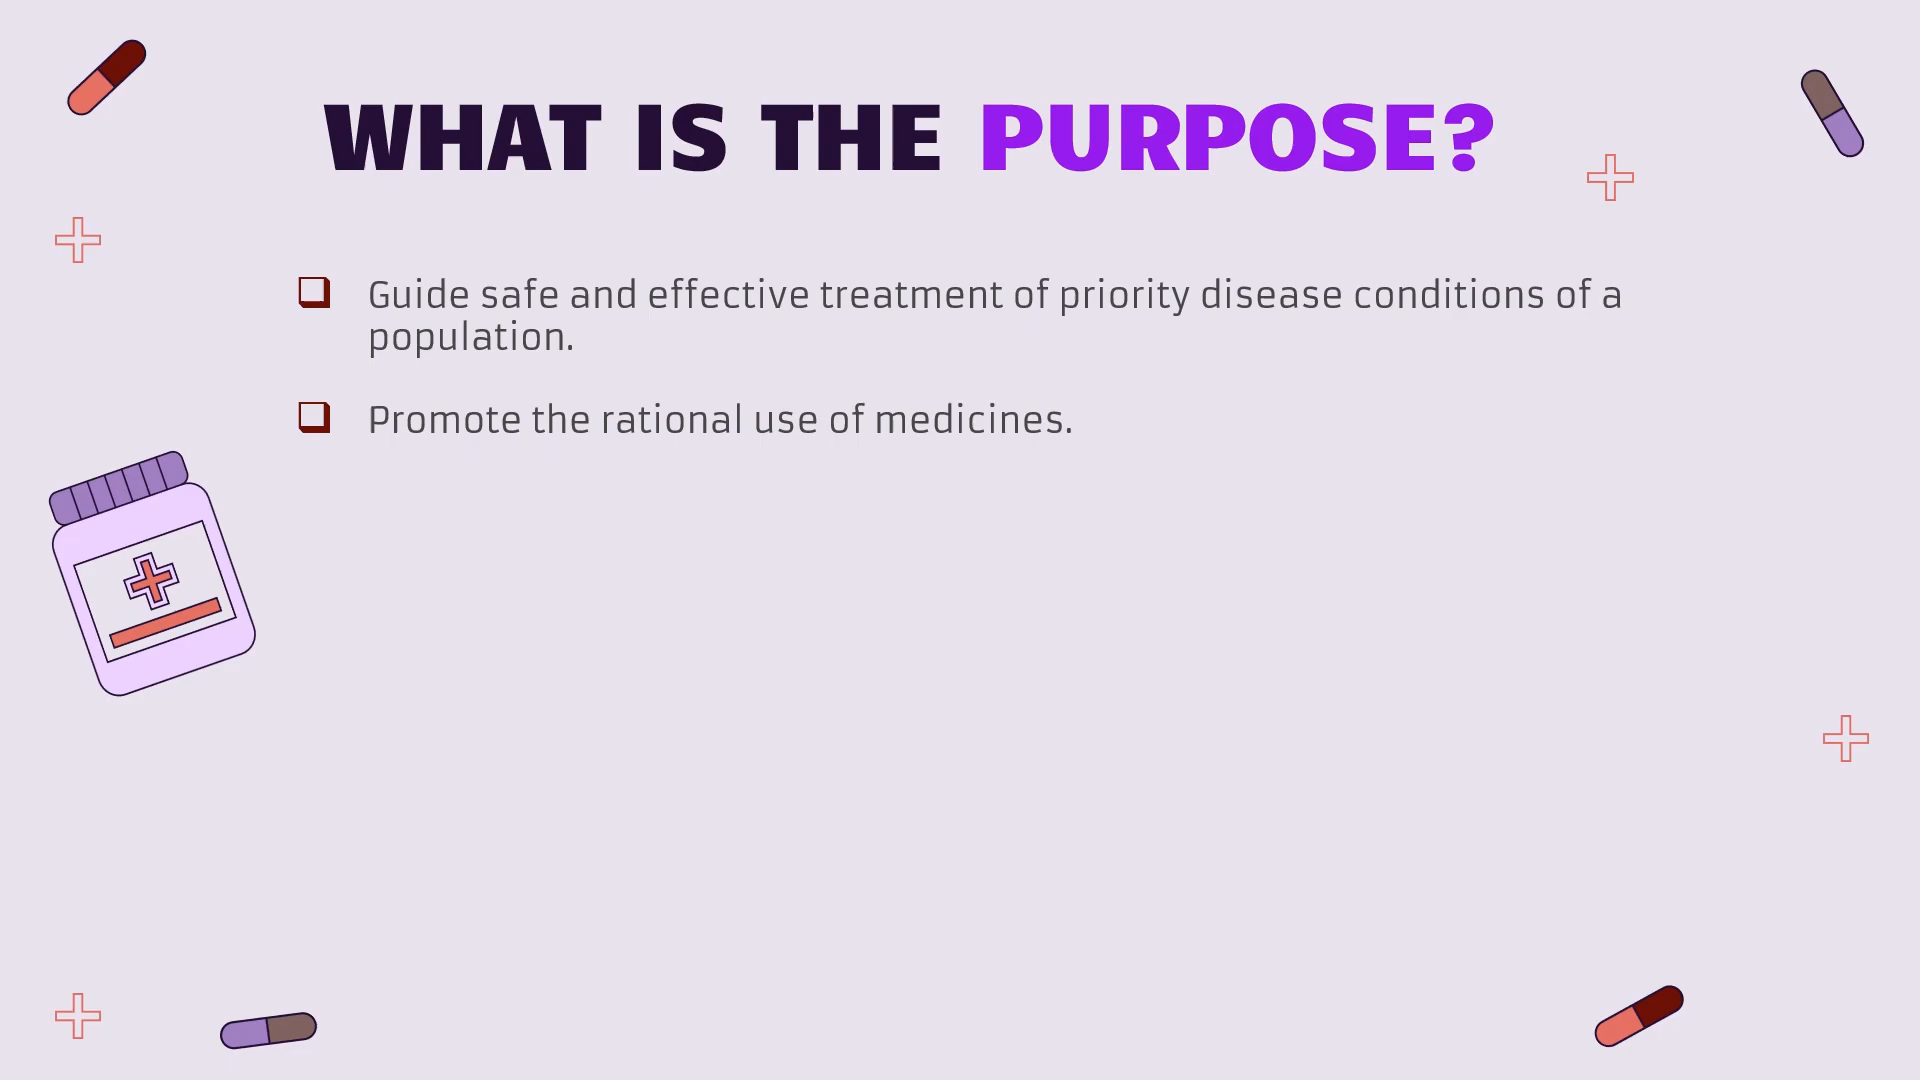 WHAT IS THE PURPOSE?
Guide safe and effective treatment of priority disease conditions of a
population.
Promote the rational use of medicines.